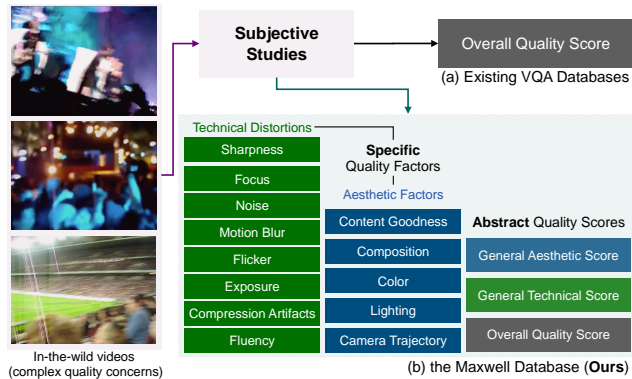 Subjective
Studies
Overall Quality Score
(a) Existing VQA Databases
Technical Distortions
Sharpness
Focus
Noise
Motion Blur
Flicker
Exposure
Compression Artifacts
Fluency
Specific
Quality Factors
Aesthetic Factors
Content Goodness
Composition
Color
Lighting
Camera Trajectory
Abstract Quality Scores
General Aesthetic Score
General Technical Score
Overall Quality Score
In-the-wild videos
(complex quality concerns)
(b) the Maxwell Database (Ours)